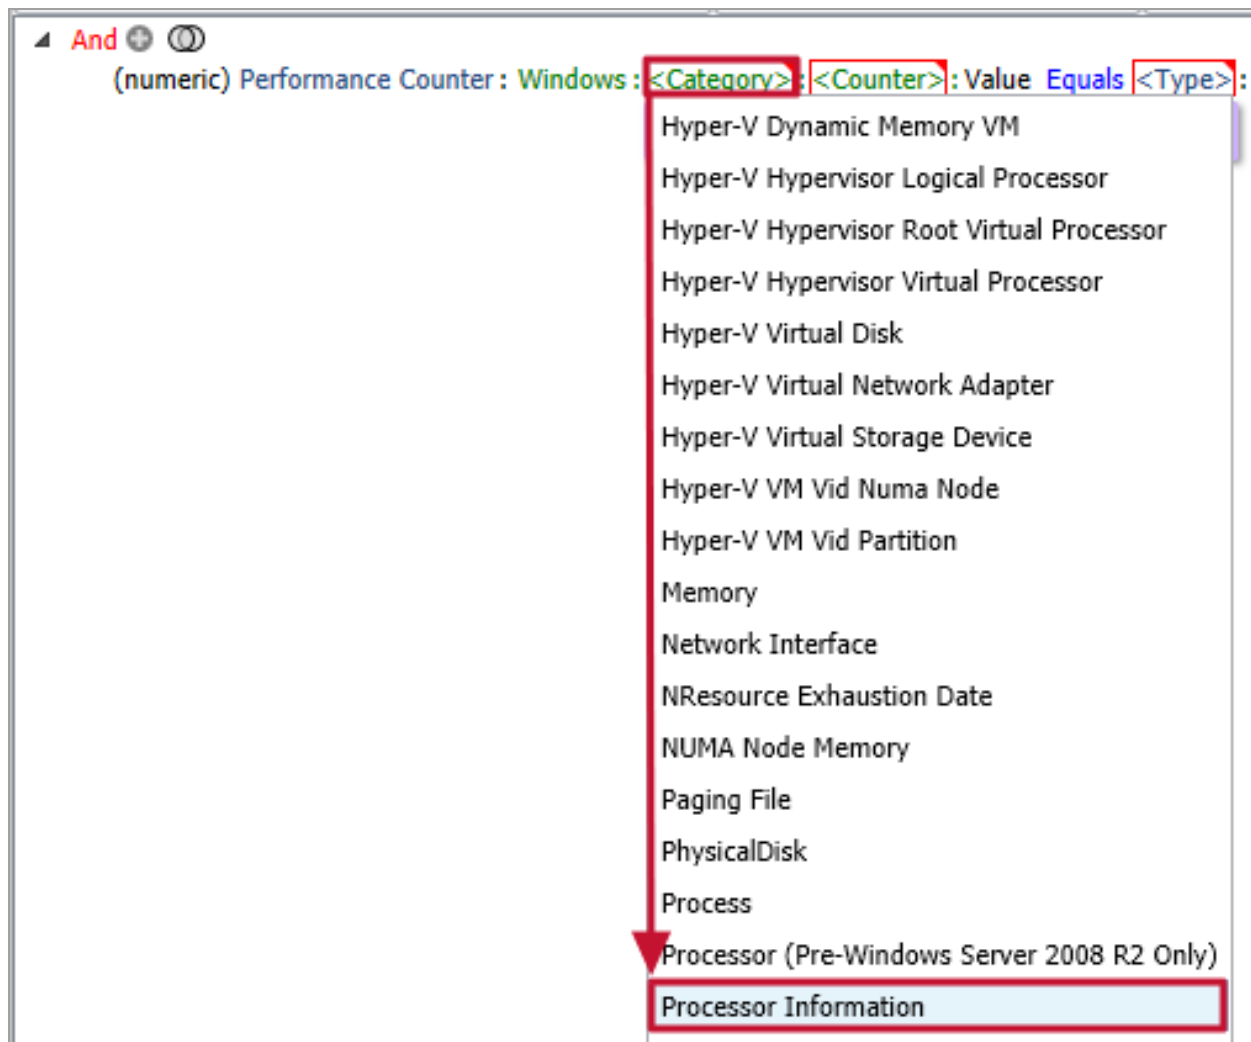 And
(numeric) Performance Counter : Windows : <Category> : <Counter> : Value Equals <Type> :
Hyper-V Dynamic Memory VM
Hyper-V Hypervisor Logical Processor
Hyper-V Hypervisor Root Virtual Processor
Hyper-V Hypervisor Virtual Processor
Hyper-V Virtual Disk
Hyper-V Virtual Network Adapter
Hyper-V Virtual Storage Device
Hyper-V VM Vid Numa Node
Hyper-V VM Vid Partition
Memory
Network Interface
NResource Exhaustion Date
NUMA Node Memory
Paging File
PhysicalDisk
Process
Processor (Pre-Windows Server 2008 R2 Only)
Processor Information